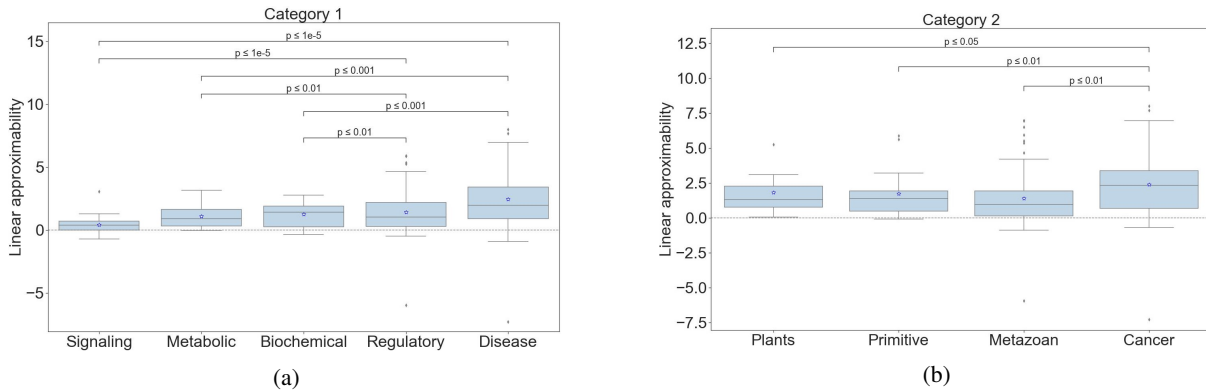 Category 1
15
10
5
0
−5
Linear approximability
p ≤ 1e-5
p ≤ 1e-5
p ≤ 0.001
p ≤ 0.01
p ≤ 0.001
p ≤ 0.01
Signaling Metabolic Biochemical Regulatory Disease
(a)
Category 2
12.5
10.0
7.5
5.0
2.5
0.0
−2.5
−5.0
−7.5
Linear approximability
p ≤ 0.05
p ≤ 0.01
p ≤ 0.01
Plants Primitive Metazoan Cancer
(b)